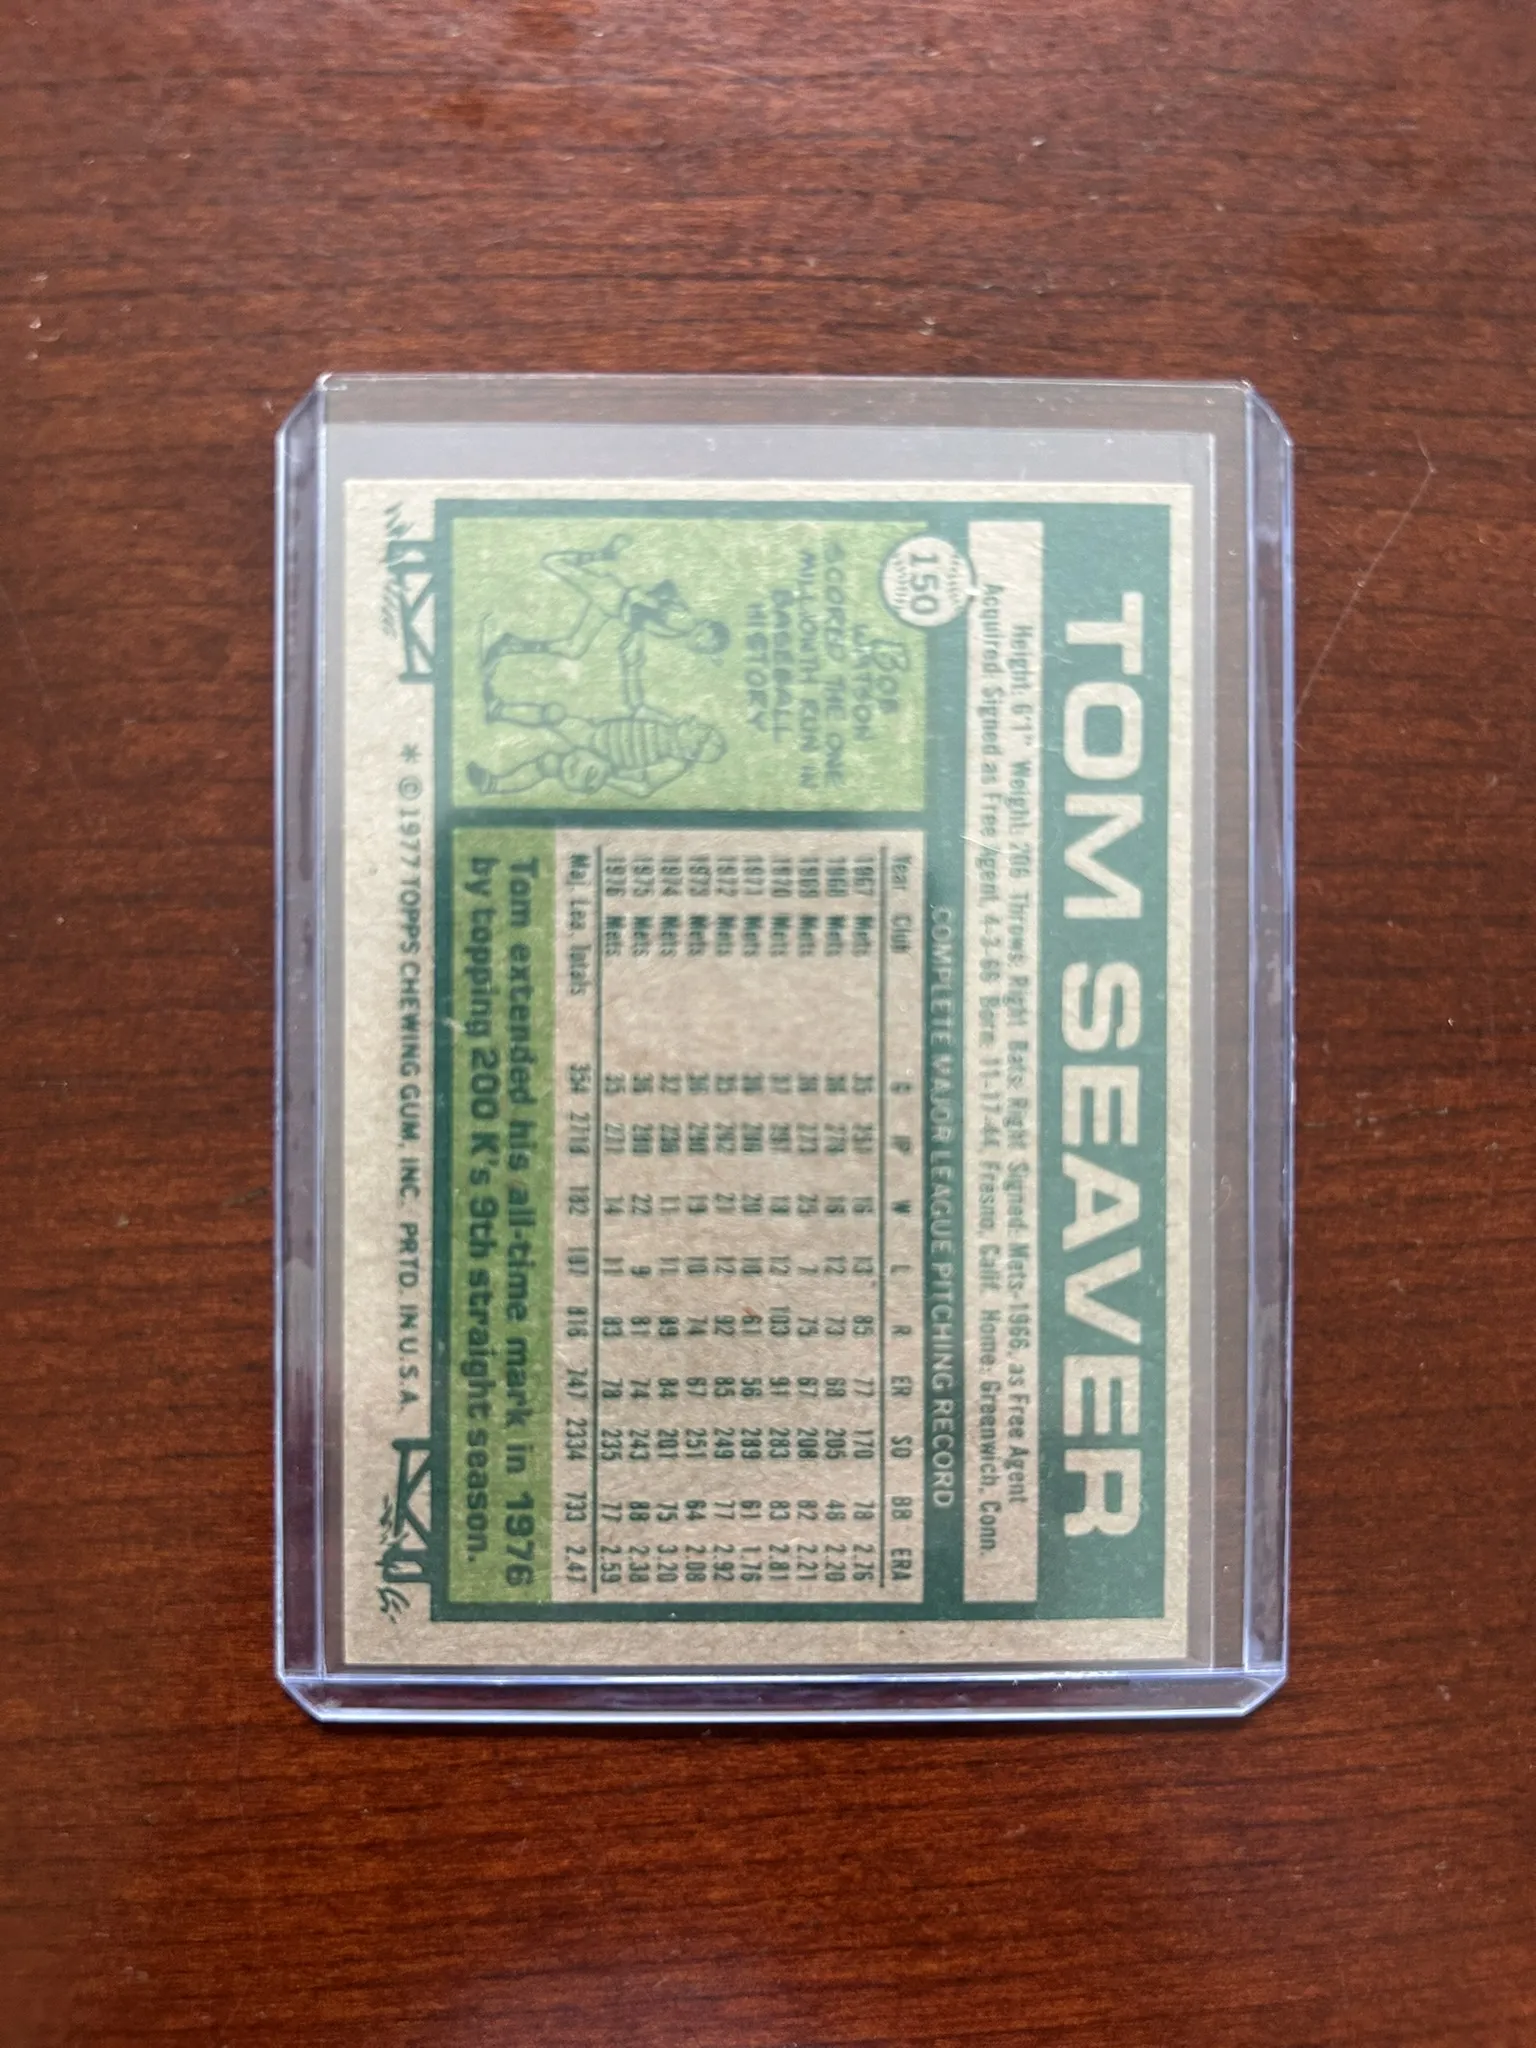 TOM SEAVER
Height: 6'1" Weight: 206 Throws: Right Bats: Right Signed: Mets-1966, as Free Agent
Acquired: Signed as Free Agent, 4-3-66 Born: 11-17-44, Fresno, Calif. Home: Greenwich, Conn.
150
COMPLETE MAJOR LEAGUE PITCHING RECORD
BOB
WATSON
SCORED THE ONE
MILLIONTH RUN IN
BASEBALL
HISTORY
Year Club G IP W L R ER SO BB ERA
1967 Mets 35 251 16 13 85 77 170 78 2.76
1968 Mets 36 278 16 12 73 68 205 48 2.20
1969 Mets 36 273 25 7 75 67 208 82 2.21
1970 Mets 37 291 18 12 103 91 283 83 2.81
1971 Mets 36 286 20 10 61 56 289 61 1.76
1972 Mets 35 262 21 12 92 85 249 77 2.92
1973 Mets 36 290 19 10 74 67 251 64 2.08
1974 Mets 32 236 11 11 89 84 201 75 3.20
1975 Mets 36 280 22 9 81 74 243 88 2.38
1976 Mets 35 271 14 11 83 78 235 77 2.59
Maj. Lea. Totals 354 2718 182 107 816 747 2334 733 2.47
Tom extended his all-time mark in 1976
by topping 200 K's 9th straight season.
* © 1977 TOPPS CHEWING GUM, INC. PRTD. IN U.S.A.